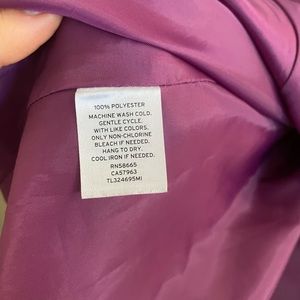 100% POLYESTER
MACHINE WASH COLD.
GENTLE CYCLE.
WITH LIKE COLORS.
ONLY NON-CHLORINE
BLEACH IF NEEDED.
HANG TO DRY.
COOL IRON IF NEEDED.
RN58665
CA57963
TL324695MI